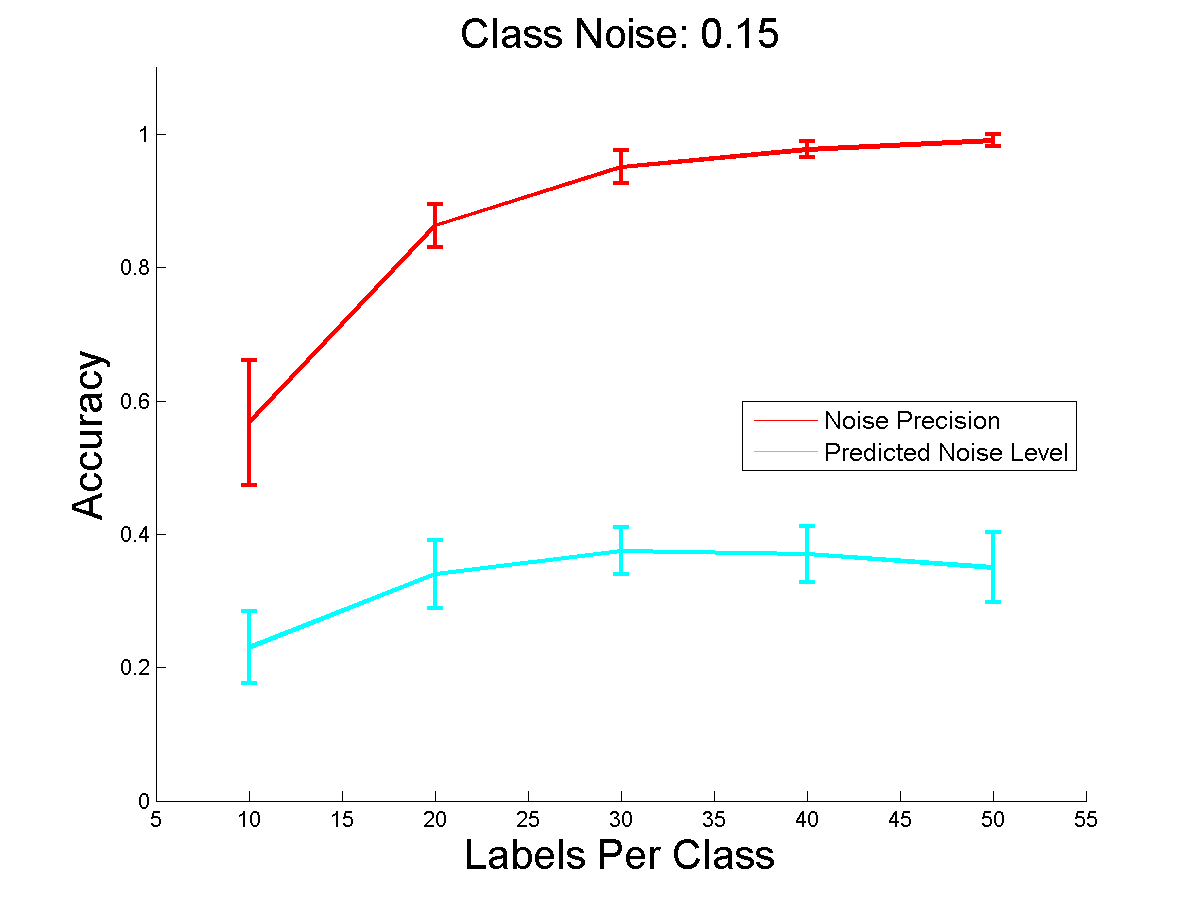 Class Noise: 0.15
1
0.8
0.6
0.4
0.2
0
Accuracy
Noise Precision
Predicted Noise Level
5 10 15 20 25 30 35 40 45 50 55
Labels Per Class